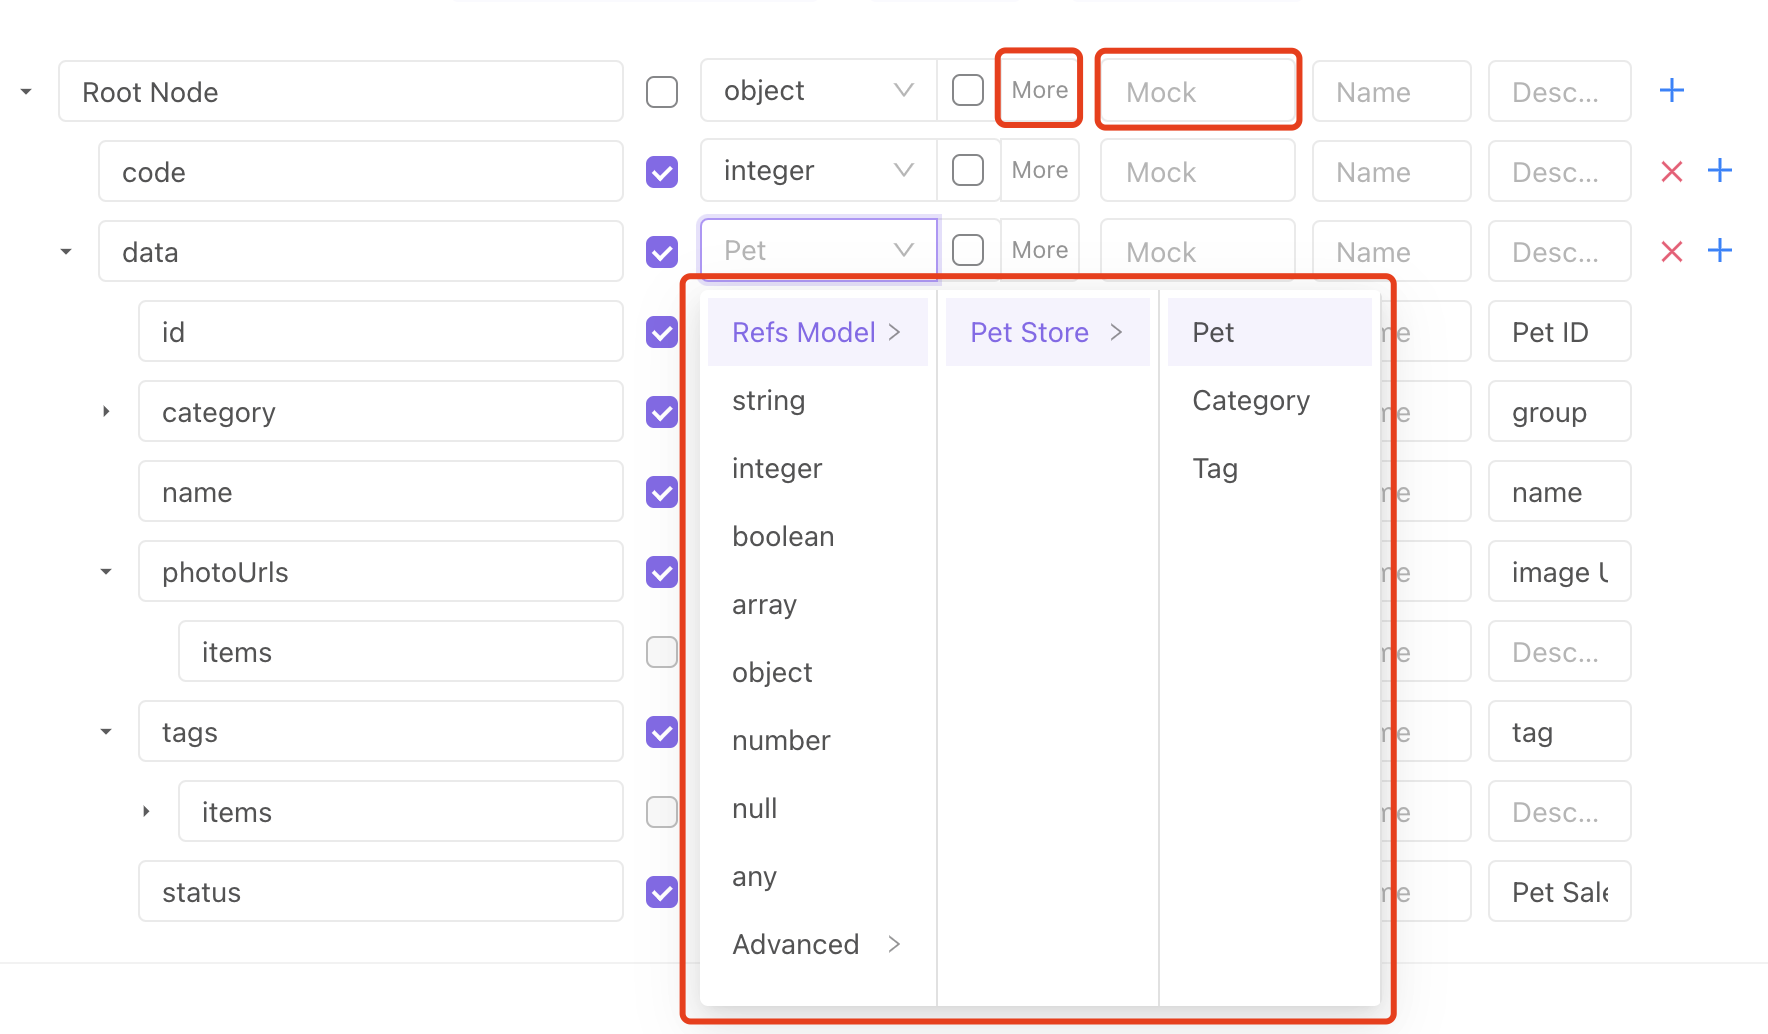 Root Node object More Mock Name Desc...
code integer More Mock Name Desc...
data Pet More Mock Name Desc...
id Refs Model Pet Store Pet Pet ID
category string Category group
name integer Tag name
boolean
photoUrls array image U
items object Desc...
tags number tag
items null Desc...
status any Pet Sale
Advanced